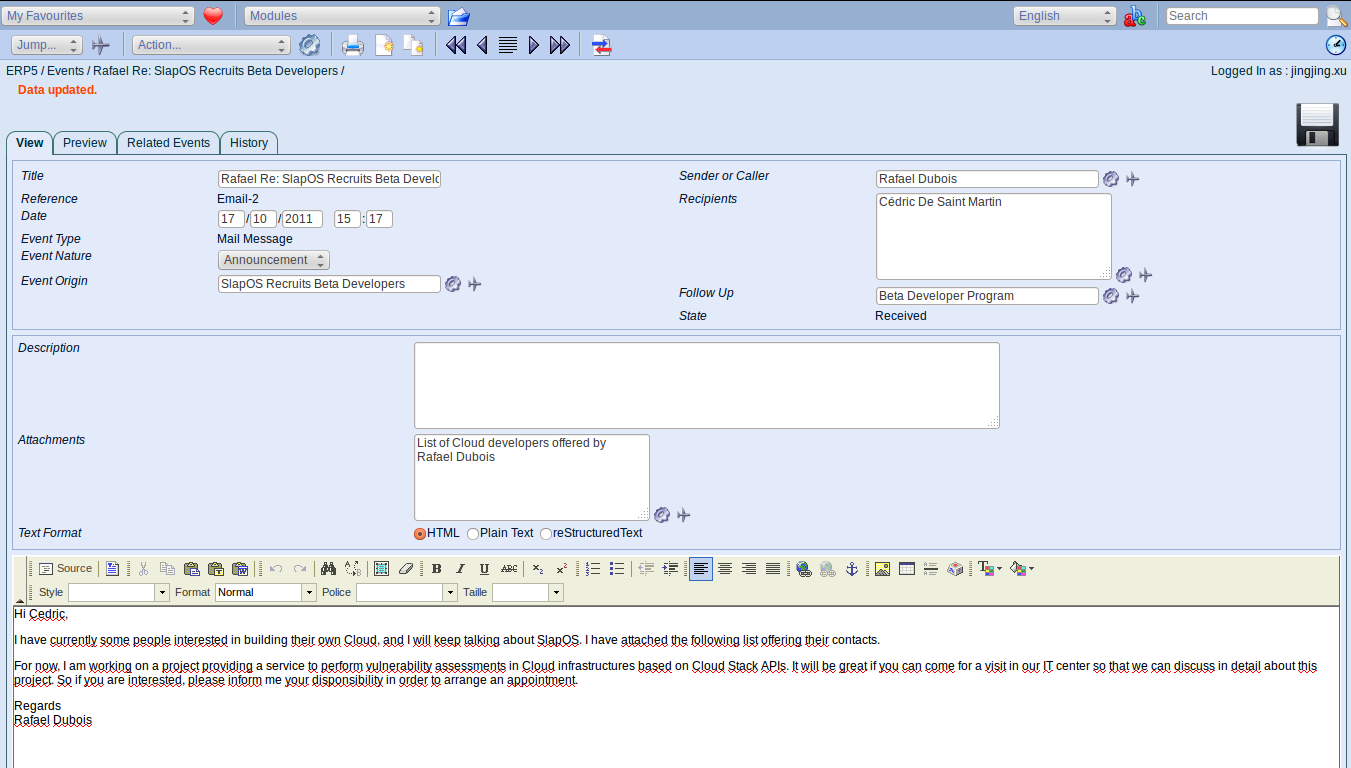 My Favourites Modules English Search
Jump... Action...
ERP5 / Events / Rafael Re: SlapOS Recruits Beta Developers / Logged In as : jingjing.xu
Data updated.
View Preview Related Events History
Title Rafael Re: SlapOS Recruits Beta Develo
Reference Email-2
Date 17 / 10 / 2011 15 : 17
Event Type Mail Message
Event Nature Announcement
Event Origin SlapOS Recruits Beta Developers
Sender or Caller Rafael Dubois
Recipients Cédric De Saint Martin
Follow Up Beta Developer Program
State Received
Description
Attachments List of Cloud developers offered by
Rafael Dubois
Text Format HTML Plain Text reStructuredText
Source B I U ABC
Style Format Normal Police Taille
Hi Cedric,
I have currently some people interested in building their own Cloud, and I will keep talking about SlapOS. I have attached the following list offering their contacts.
For now, I am working on a project providing a service to perform vulnerability assessments in Cloud infrastructures based on Cloud Stack APIs. It will be great if you can come for a visit in our IT center so that we can discuss in detail about this
project. So if you are interested, please inform me your disponsibility in order to arrange an appointment.
Regards
Rafael Dubois